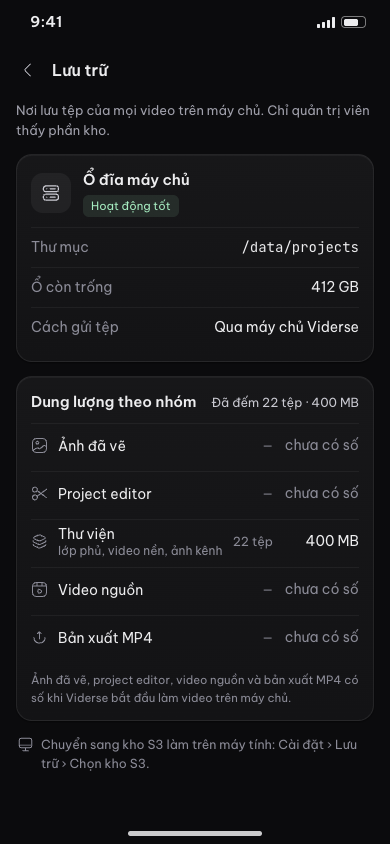 9:41
Lưu trữ
Nơi lưu tệp của mọi video trên máy chủ. Chỉ quản trị viên
thấy phần kho.
Ổ đĩa máy chủ
Hoạt động tốt
Thư mục /data/projects
Ổ còn trống 412 GB
Cách gửi tệp Qua máy chủ Viderse
Dung lượng theo nhóm Đã đếm 22 tệp · 400 MB
Ảnh đã vẽ – chưa có số
Project editor – chưa có số
Thư viện 22 tệp 400 MB
lớp phủ, video nền, ảnh kênh
Video nguồn – chưa có số
Bản xuất MP4 – chưa có số
Ảnh đã vẽ, project editor, video nguồn và bản xuất MP4 có
số khi Viderse bắt đầu làm video trên máy chủ.
Chuyển sang kho S3 làm trên máy tính: Cài đặt › Lưu
trữ › Chọn kho S3.